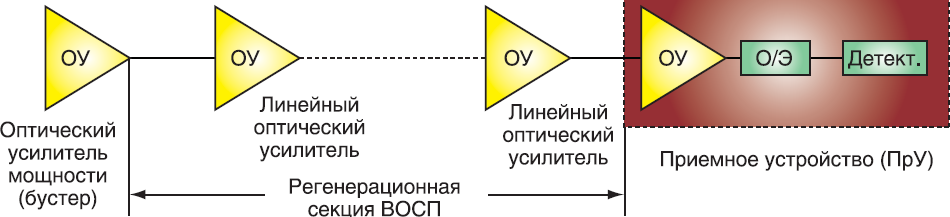 ОУ
ОУ
ОУ
ОУ
О/Э
Детект.
Оптический
усилитель
мощности
(бустер)
Линейный
оптический
усилитель
Линейный
оптический
усилитель
Приемное устройство (ПрУ)
Регенерационная
секция ВОСП